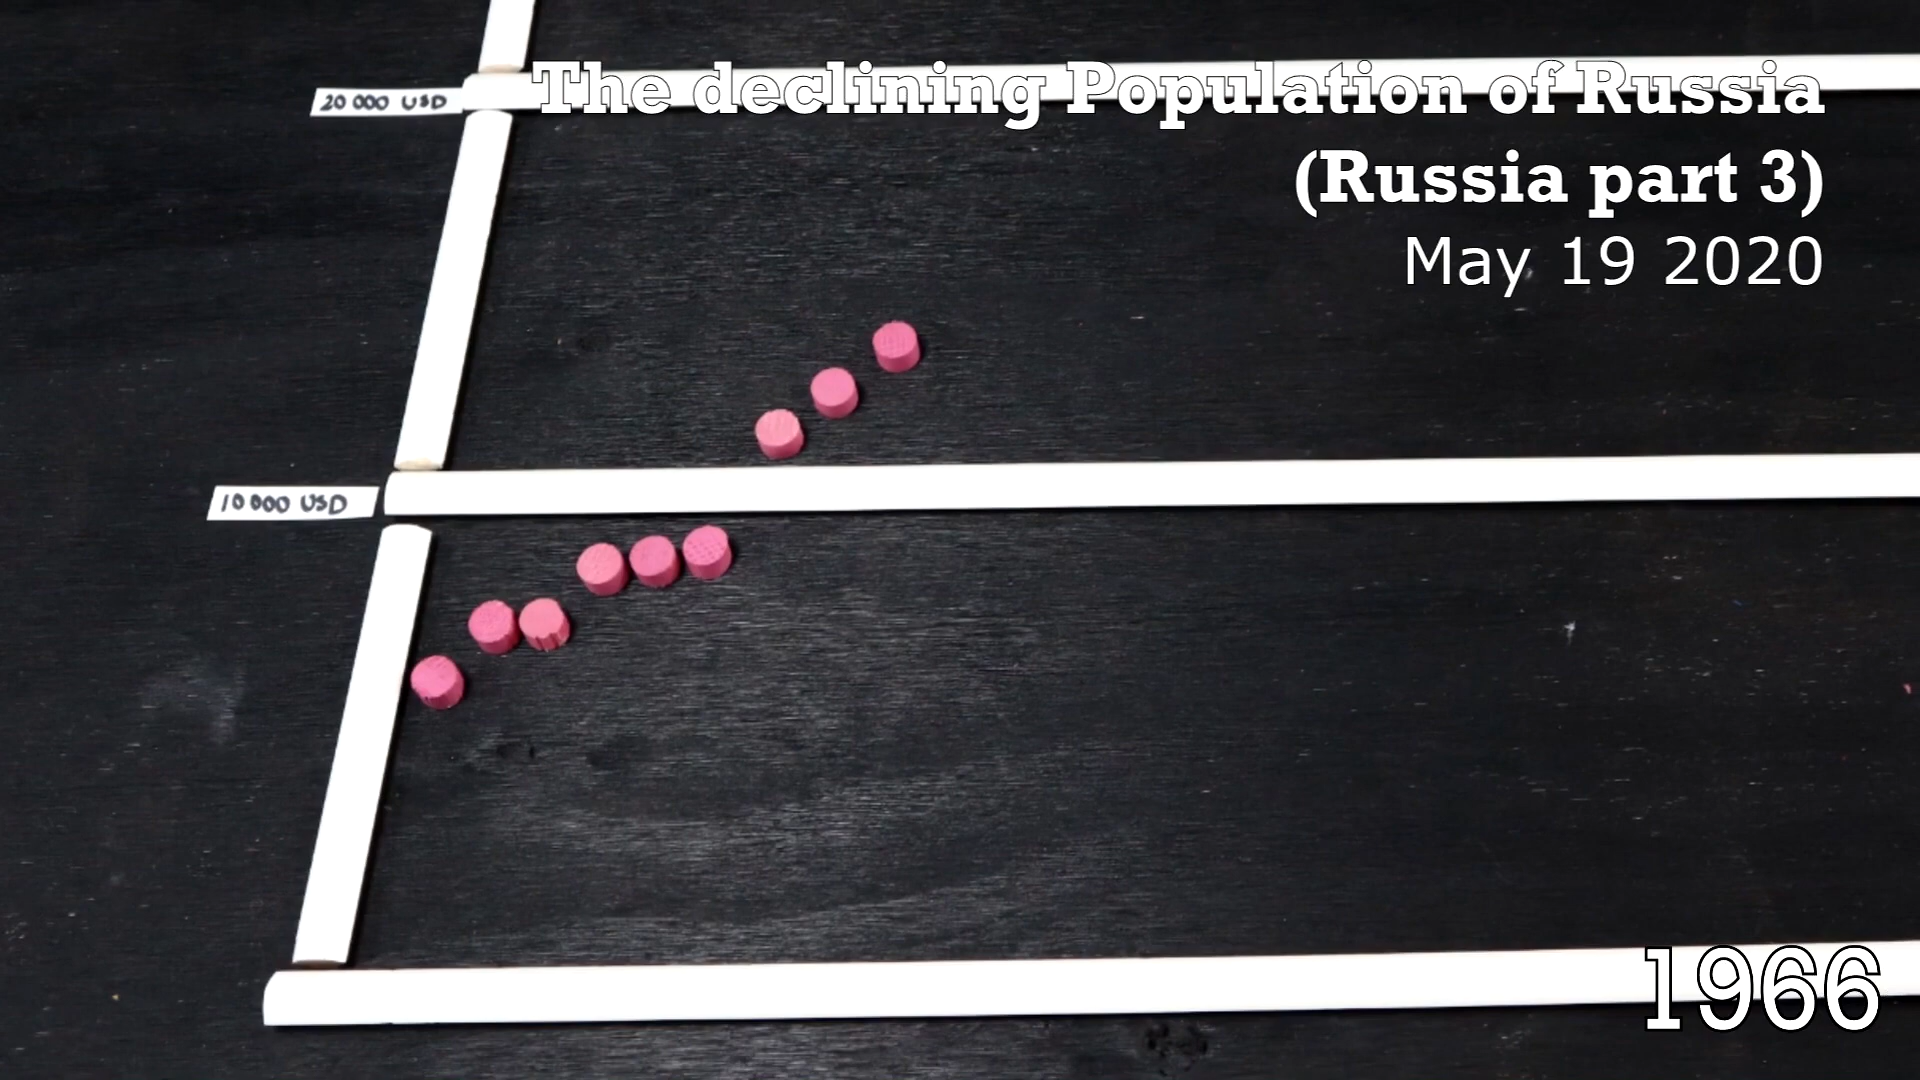 The declining Population of Russia
(Russia part 3)
May 19 2020
20 000 USD
10 000 USD
1966